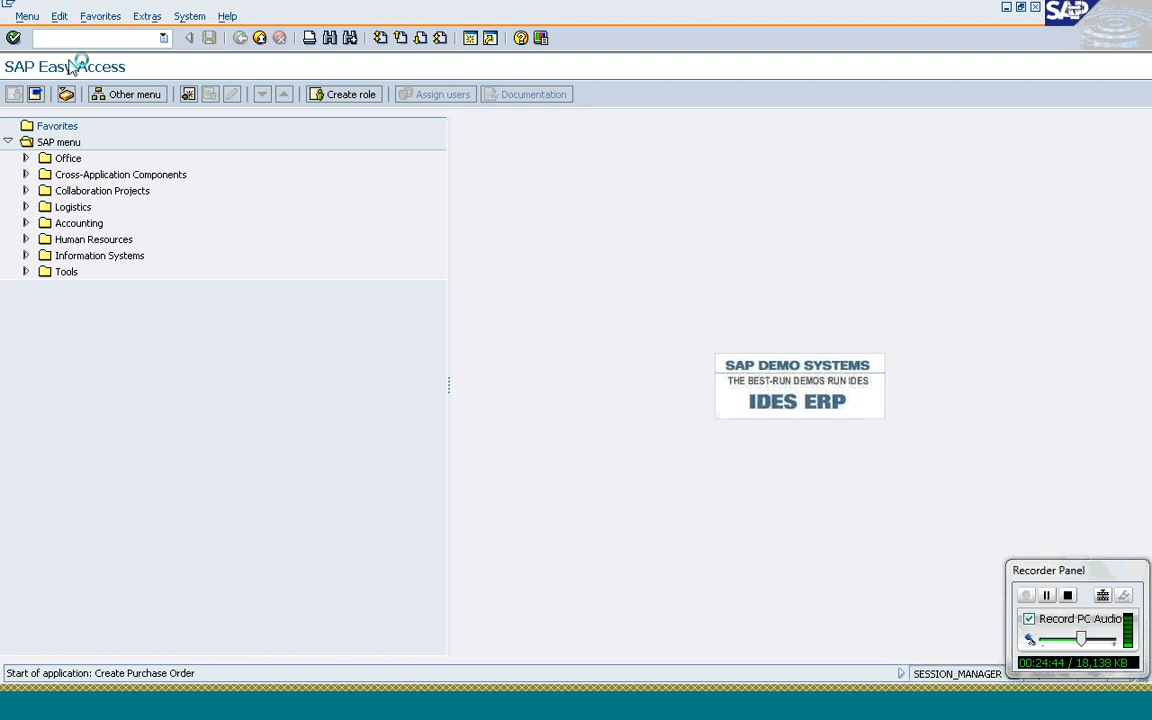 Menu Edit Favorites Extras System Help
SAP
SAP Easy Access
Other menu Create role Assign users Documentation
Favorites
SAP menu
Office
Cross-Application Components
Collaboration Projects
Logistics
Accounting
Human Resources
Information Systems
Tools
SAP DEMO SYSTEMS
THE BEST-RUN DEMOS RUN IDES
IDES ERP
Recorder Panel
Record PC Audio
00:24:44 / 18,138 KB
Start of application: Create Purchase Order
SESSION_MANAGER